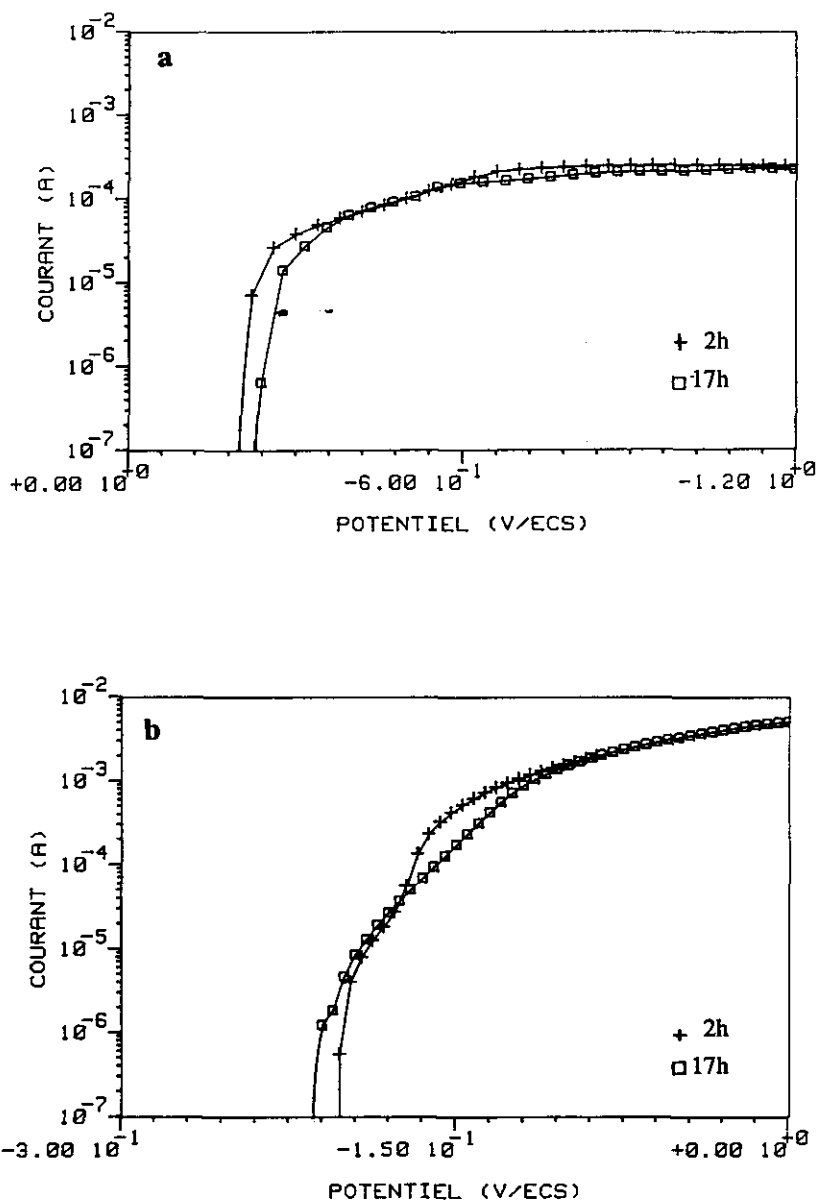 a
10^-2
10^-3
10^-4
10^-5
10^-6
10^-7
COURANT (A)
+ 2h
□ 17h
+0.00 10^+0
-6.00 10^-1
-1.20 10^+0
POTENTIEL (V/ECS)
b
10^-2
10^-3
10^-4
10^-5
10^-6
10^-7
COURANT (A)
+ 2h
□ 17h
-3.00 10^-1
-1.50 10^-1
+0.00 10^+0
POTENTIEL (V/ECS)